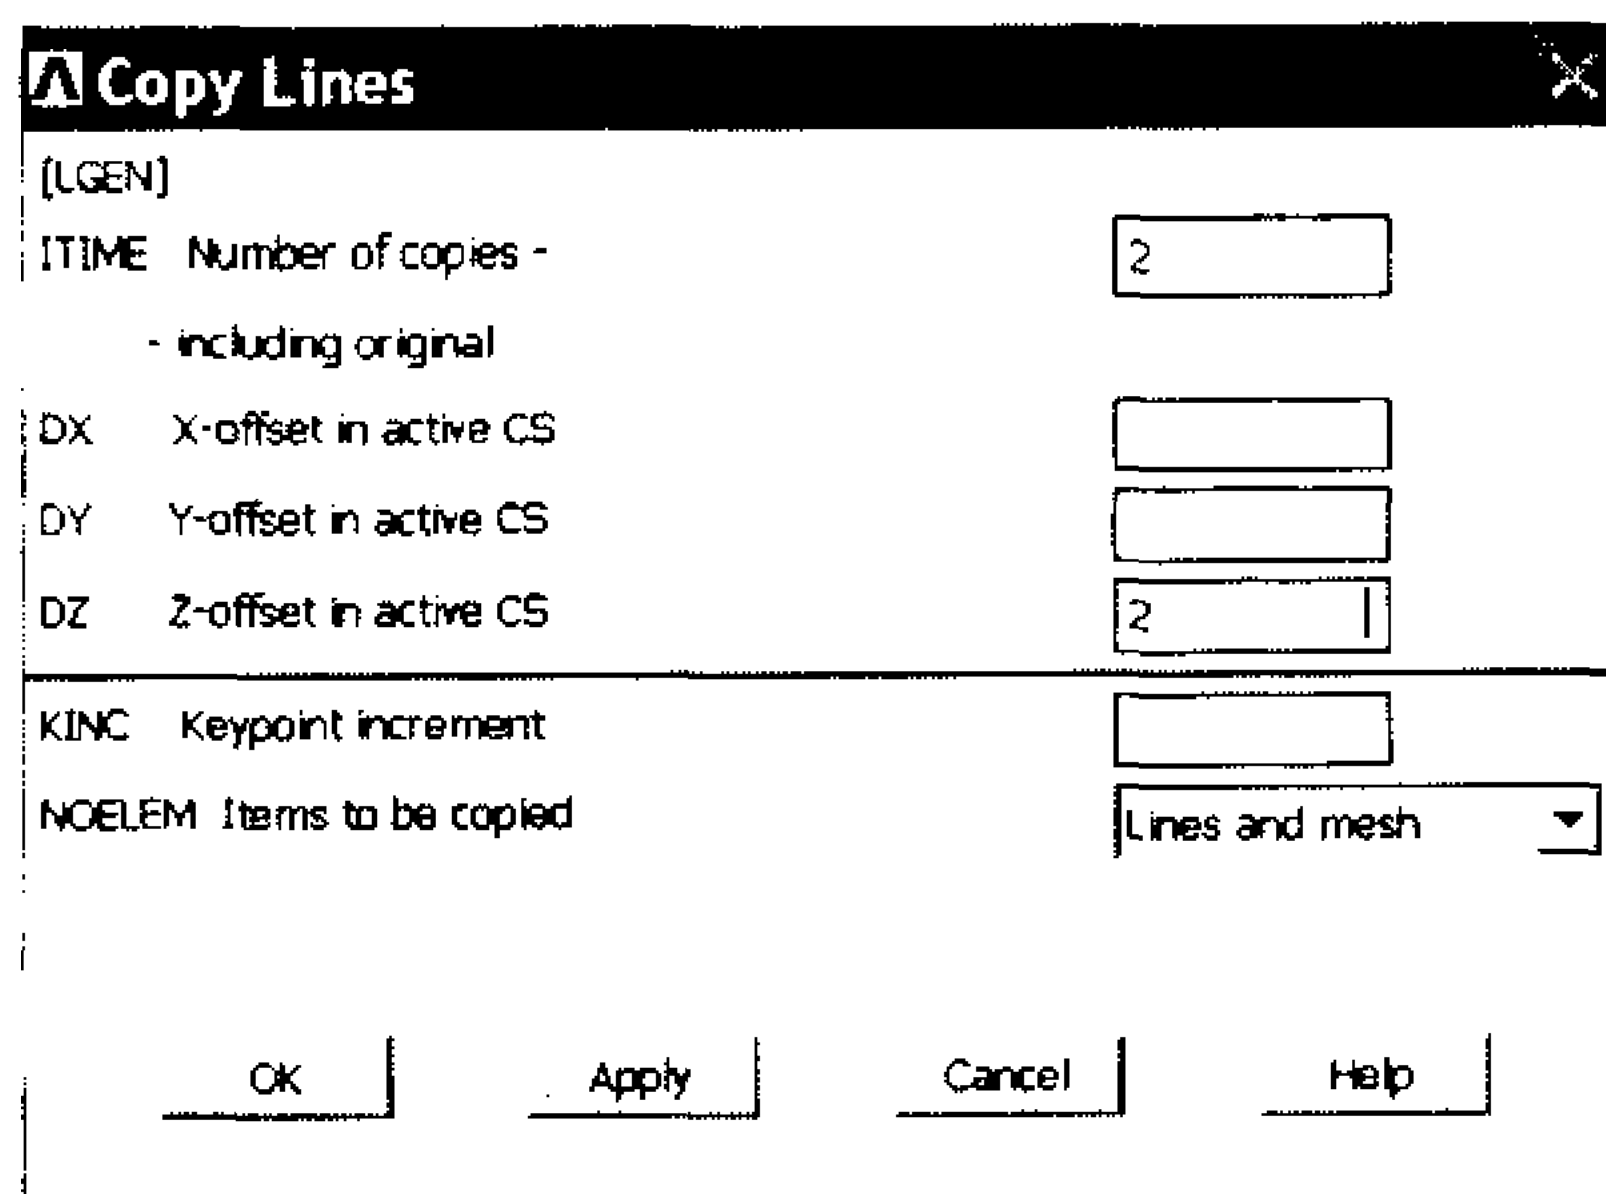 Copy Lines
[LGEN]
ITIME Number of copies - 2
- including original
DX X-offset in active CS
DY Y-offset in active CS
DZ Z-offset in active CS 2
KINC Keypoint increment
NOELEM Items to be copied Lines and mesh
OK Apply Cancel Help